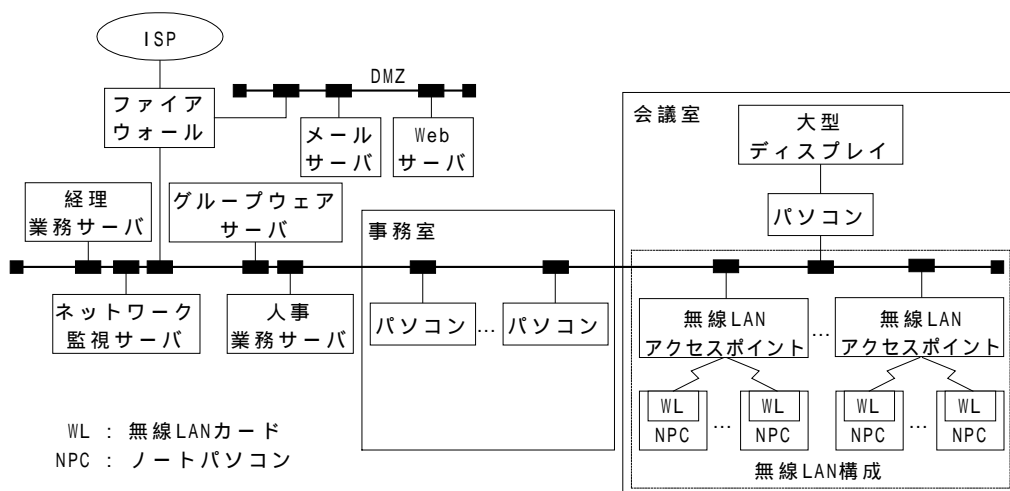 ISP
DMZ
ファイア
ウォール
メール
サーバ
Web
サーバ
会議室
大型
ディスプレイ
パソコン
経理
業務サーバ
グループウェア
サーバ
事務室
ネットワーク
監視サーバ
人事
業務サーバ
パソコン
...
パソコン
無線LAN
アクセスポイント
...
無線LAN
アクセスポイント
WL
NPC
...
WL
NPC
WL
NPC
...
WL
NPC
無線LAN構成
WL : 無線LANカード
NPC : ノートパソコン